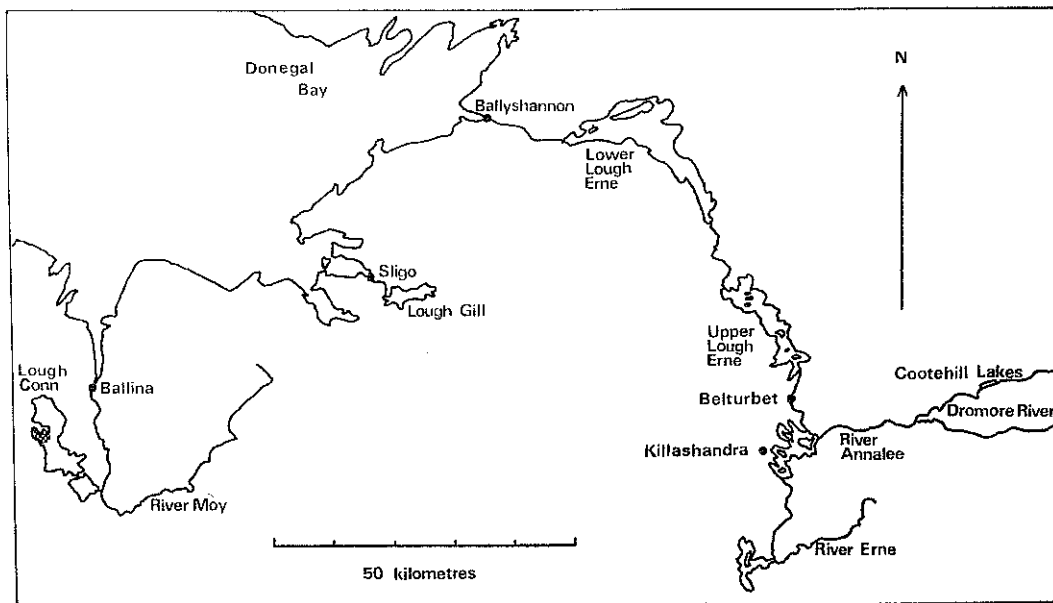 Donegal
Bay
N
Ballyshannon
Lower
Lough
Erne
Sligo
Lough Gill
Upper
Lough
Erne
Lough
Conn
Ballina
Cootehill Lakes
Belturbet
Dromore River
Killashandra
River
Annalee
River Moy
River Erne
50 kilometres